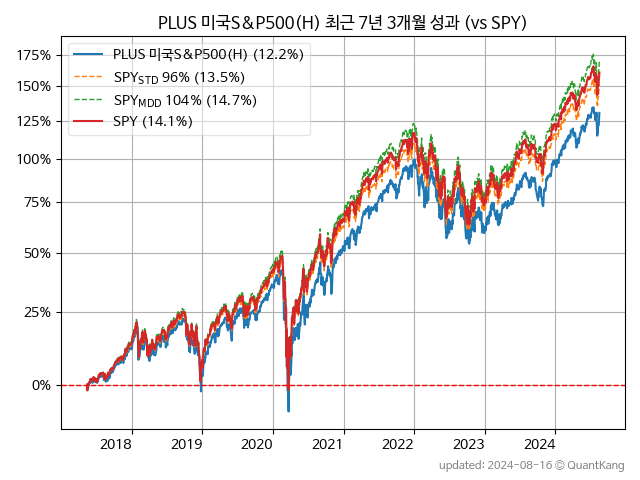 PLUS 미국S&P500(H) 최근 7년 3개월 성과 (vs SPY)
PLUS 미국S&P500(H) (12.2%)
SPY_STD 96% (13.5%)
SPY_MDD 104% (14.7%)
SPY (14.1%)
175%
150%
125%
100%
75%
50%
25%
0%
2018 2019 2020 2021 2022 2023 2024
updated: 2024-08-16 © QuantKang